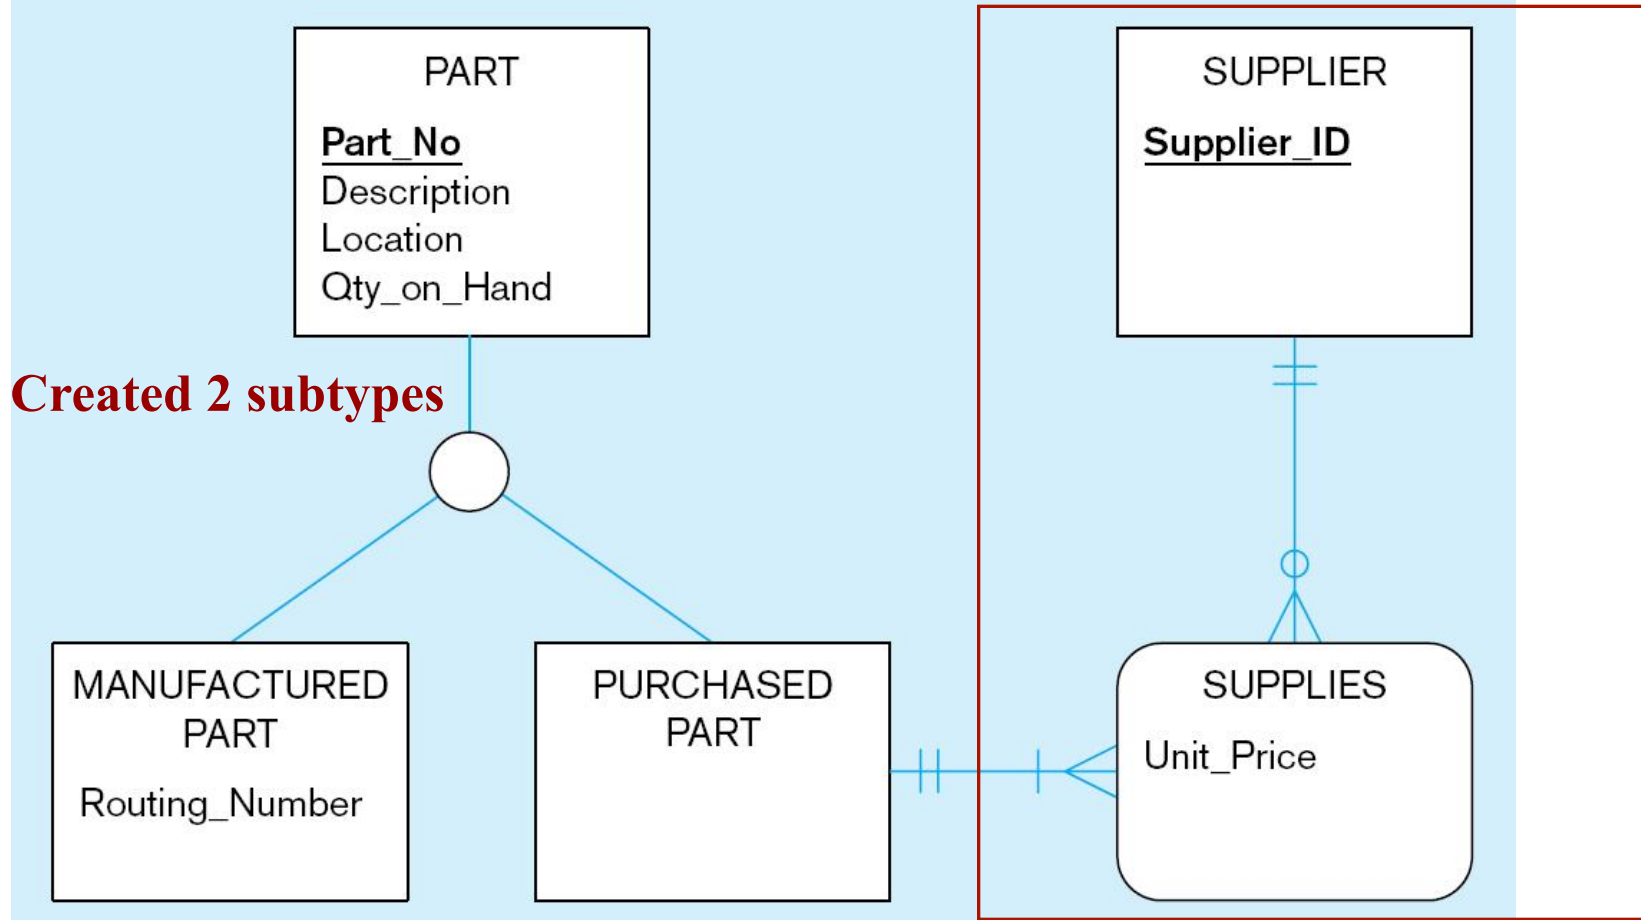 PART
Part_No
Description
Location
Qty_on_Hand
SUPPLIER
Supplier_ID
Created 2 subtypes
MANUFACTURED
PART
Routing_Number
PURCHASED
PART
SUPPLIES
Unit_Price